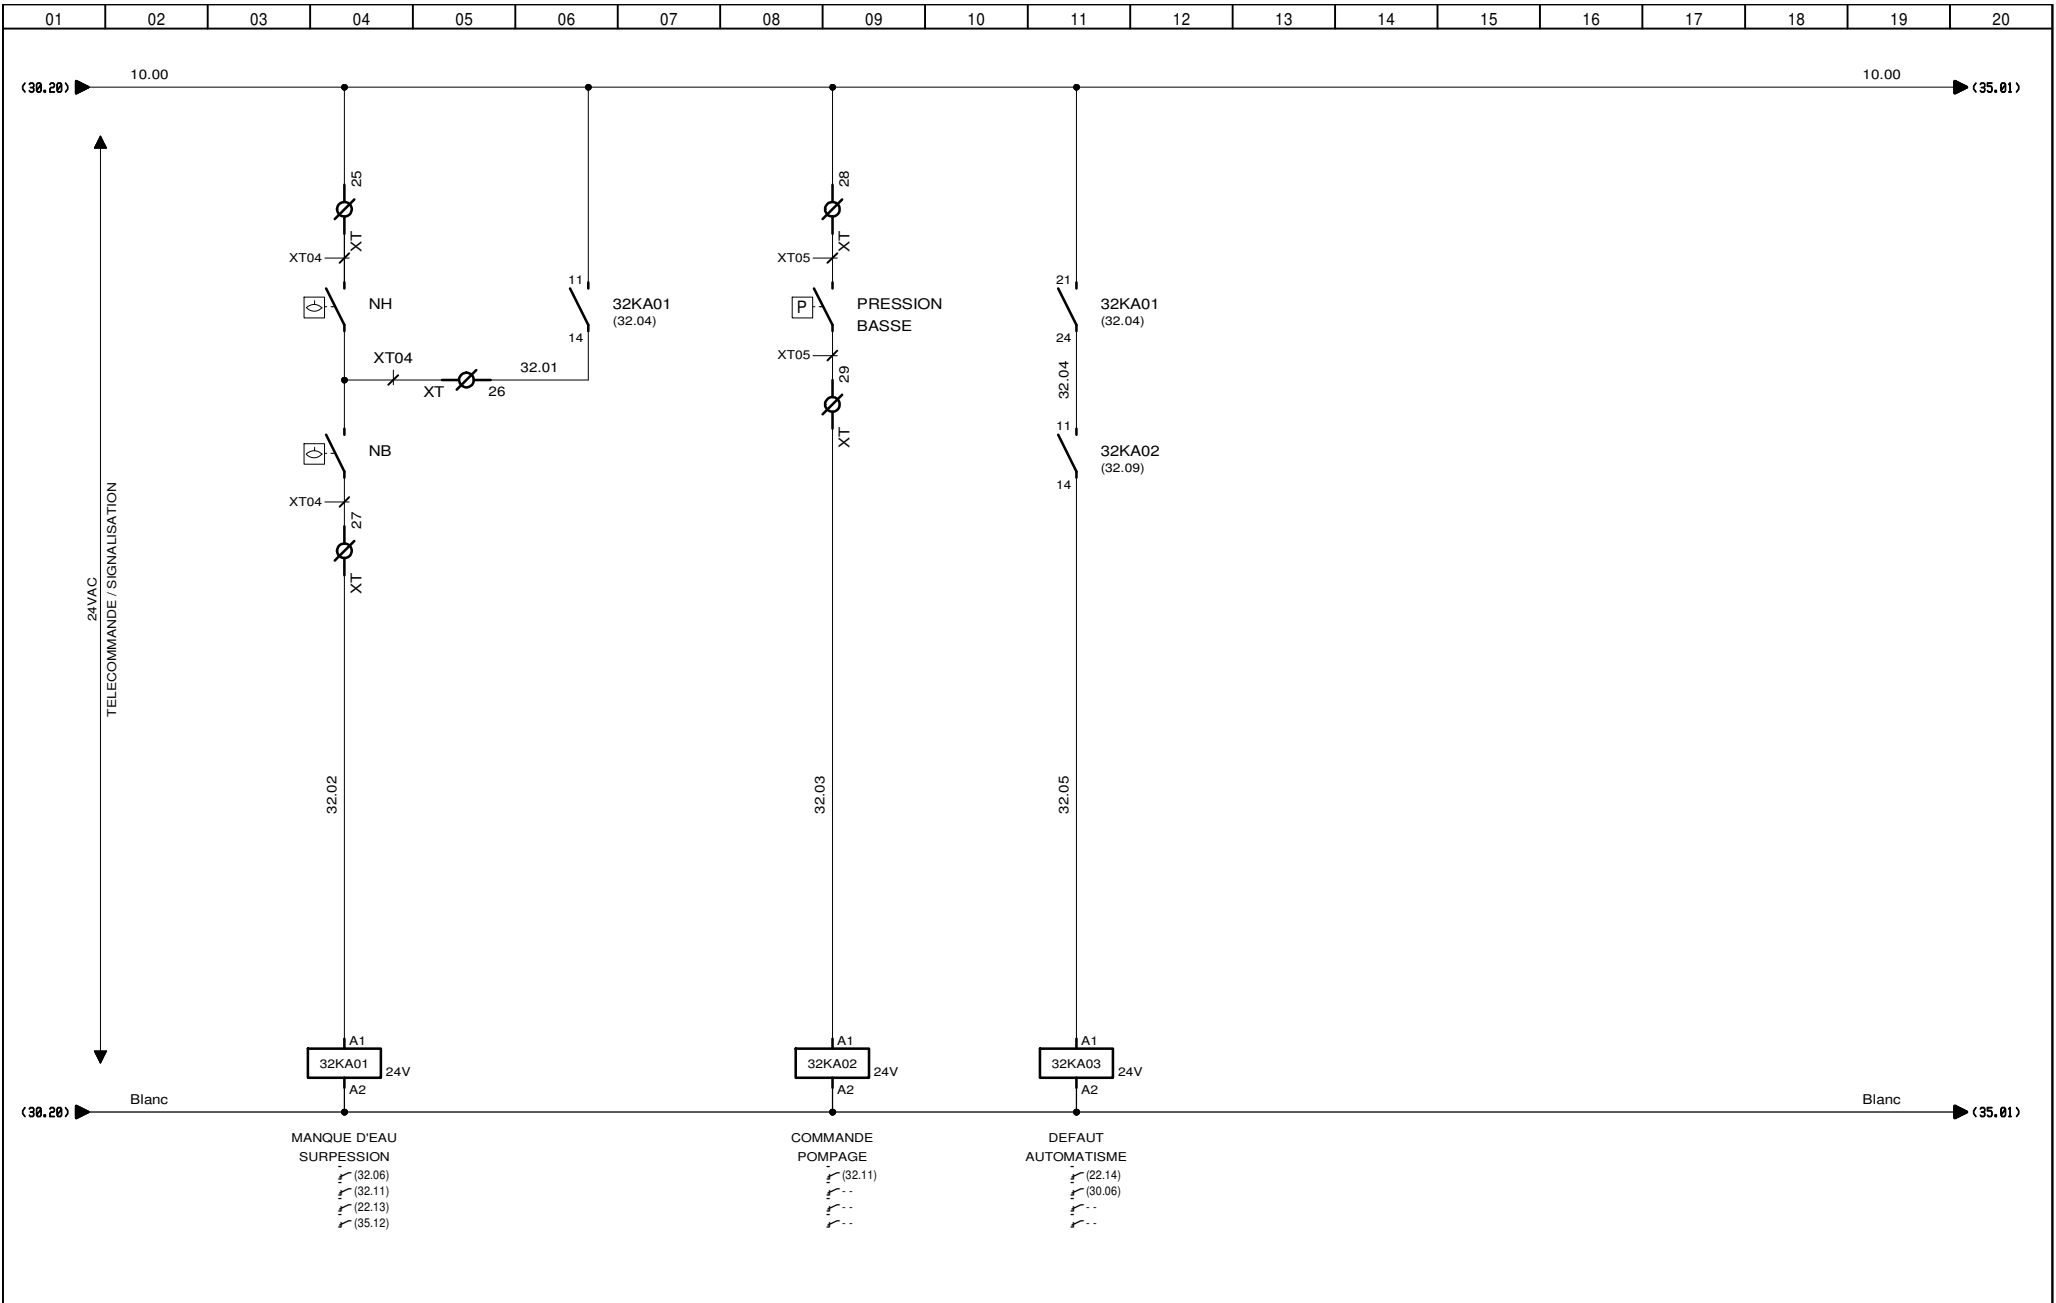 01 02 03 04 05 06 07 08 09 10 11 12 13 14 15 16 17 18 19 20
10.00 10.00
(30.20) (35.01)
25 28
XT XT
XT04 XT05
11 21
NH 32KA01 P PRESSION 32KA01
(32.04) BASSE (32.04)
14 24
XT04 XT05
32.01 29 32.04
XT 26
11
NB XT 32KA02
(32.09)
14
XT04
27
XT
24VAC
TELECOMMANDE / SIGNALISATION
32.02 32.03 32.05
A1 A1 A1
32KA01 24V 32KA02 24V 32KA03 24V
A2 A2 A2
Blanc Blanc
(30.20) (35.01)
MANQUE D'EAU COMMANDE DEFAUT
SURPESSION POMPAGE AUTOMATISME
(32.06) (32.11) (22.14)
(32.11) -- (30.06)
(22.13) -- --
(35.12) -- --